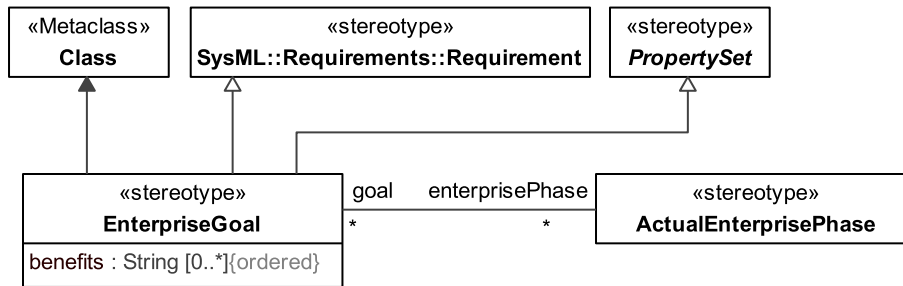 «Metaclass»
Class
«stereotype»
SysML::Requirements::Requirement
«stereotype»
PropertySet
«stereotype»
EnterpriseGoal
benefits : String [0..*]{ordered}
goal
enterprisePhase
*
*
«stereotype»
ActualEnterprisePhase